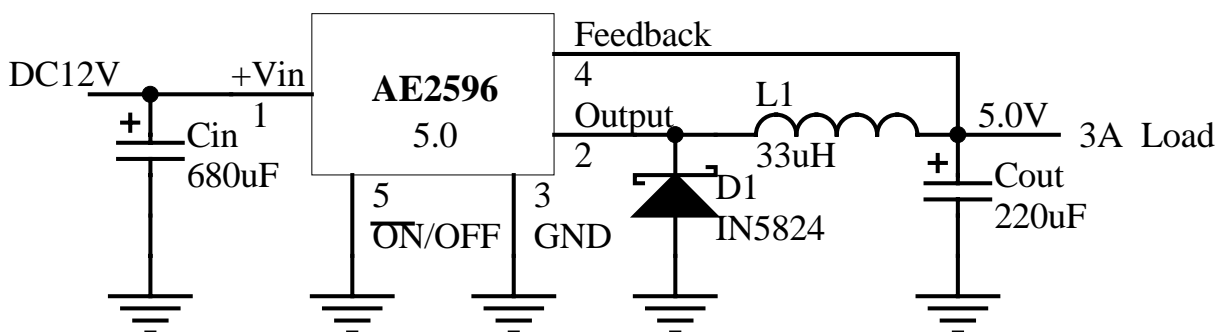 Feedback
DC12V
+Vin
AE2596
4
L1
1
Output
5.0V
+
Cin
5.0
2
33uH
3A Load
680uF
+
5
3
D1
Cout
ON/OFF
GND
IN5824
220uF